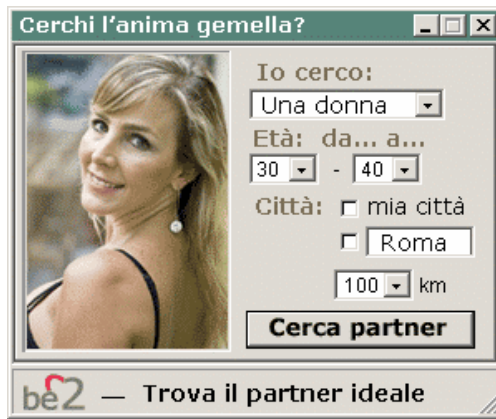 Cerchi l'anima gemella?
Io cerco:
Una donna
Età: da... a...
30 - 40
Città: mia città
Roma
100 km
Cerca partner
be2 — Trova il partner ideale